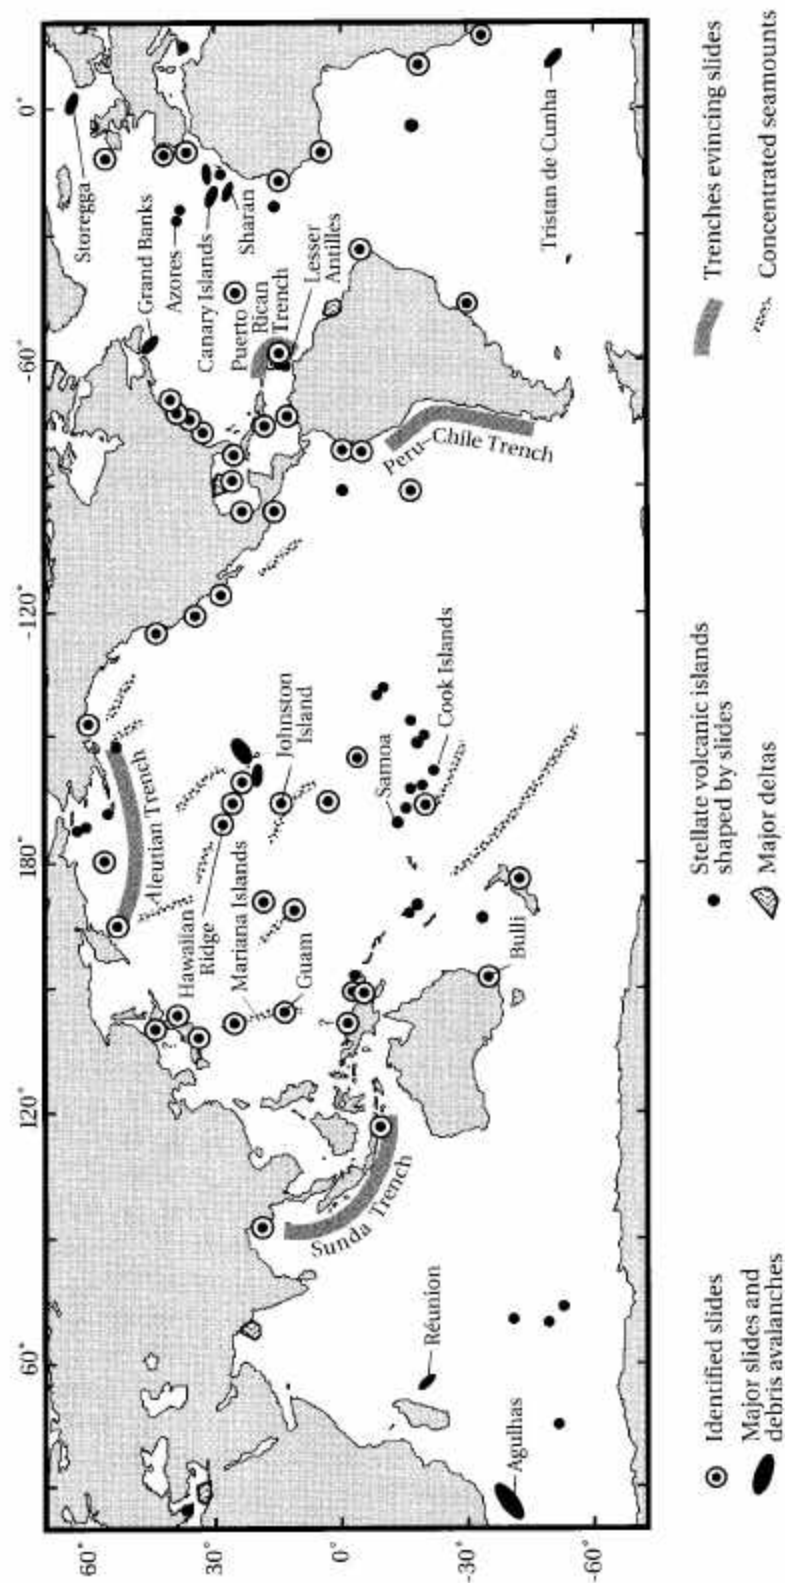 120°
180°
-120°
-60°
0°
60°
60°
30°
0°
-30°
-60°
Storegga
Grand Banks
Azores
Canary Islands
Sharan
Puerto
Rican
Trench
Lesser
Antilles
Tristan de Cunha
Peru-Chile Trench
Aleutian Trench
Hawaiian
Ridge
Mariana Islands
Guam
Johnston
Island
Samoa
Cook Islands
Bulli
Sunda Trench
Réunion
Agulhas
Identified slides
Major slides and
debris avalanches
Stellate volcanic islands
shaped by slides
Major deltas
Trenches evincing slides
Concentrated seamounts